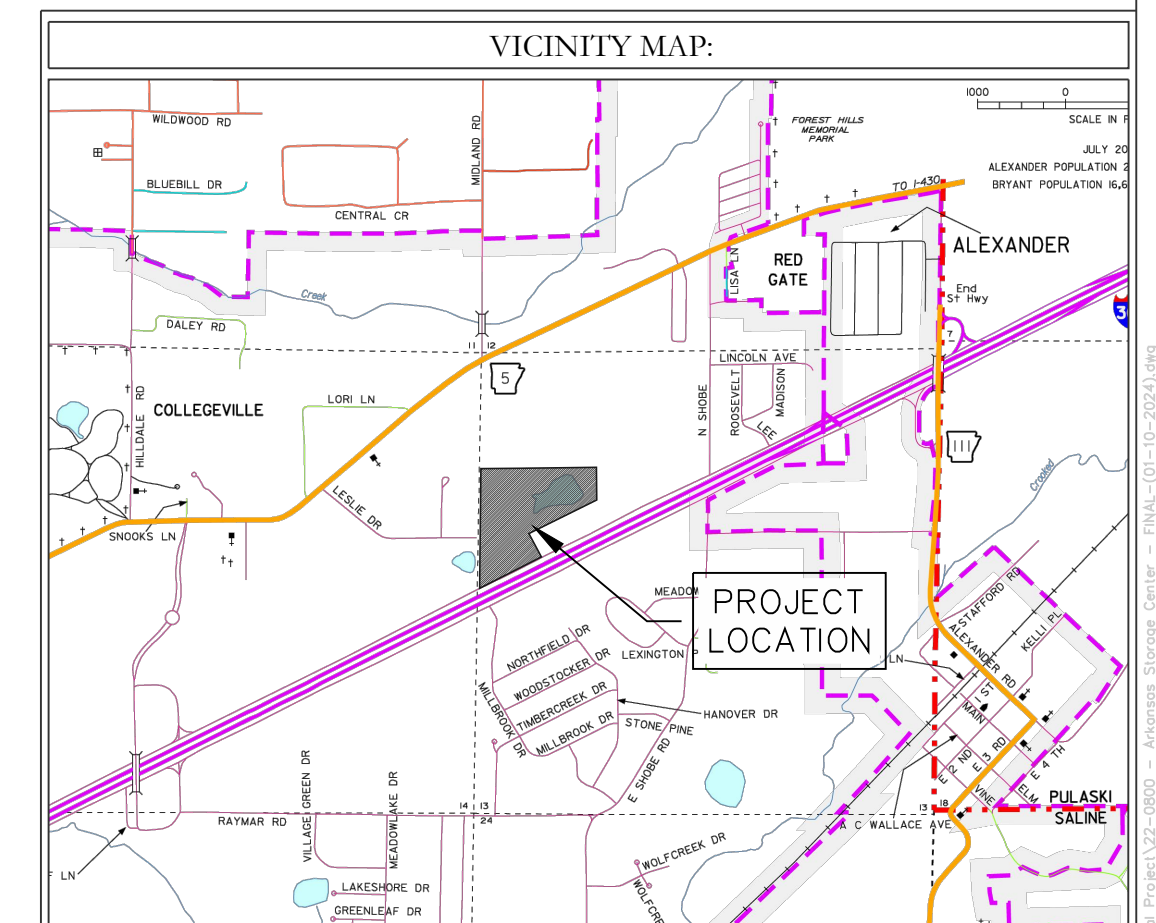 VICINITY MAP:
1000 0
SCALE IN F
JULY 20
ALEXANDER POPULATION 2
BRYANT POPULATION 16,6
FOREST HILLS
MEMORIAL
PARK
WILDWOOD RD
MIDLAND RD
BLUEBILL DR
CENTRAL CR
TO I-430
ALEXANDER
RED
GATE
LISA LN
End
St Hwy
3
Creek
DALEY RD
11 12
7
5
LINCOLN AVE
N SHOBE
ROOSEVELT
MADISON
LEE
LORI LN
COLLEGEVILLE
HILLDALE RD
111
Crooked
LESLIE DR
SNOOKS LN
PROJECT
LOCATION
MEADOW
LEXINGTON P
STAFFORD RD
KELLI PL
ALEXANDER RD
LN
NORTHFIELD DR
WOODSTOCKER DR
TIMBERCREEK DR
MILLBROOK DR
MILLBROOK DR
HANOVER DR
STONE PINE
E SHOBE RD
I ST
MAIN
E 2 ND
E 3 RD
E 4 TH
VINE
ELM
PULASKI
SALINE
14 13
24
13 18
A C WALLACE AVE
RAYMAR RD
VILLAGE GREEN DR
MEADOWLAKE DR
F LN
LAKESHORE DR
GREENLEAF DR
WOLFCREEK DR
WOLFCRE
al Project\22-0800 - Arkansas Storage Center - FINAL-(01-10-2024).dwg